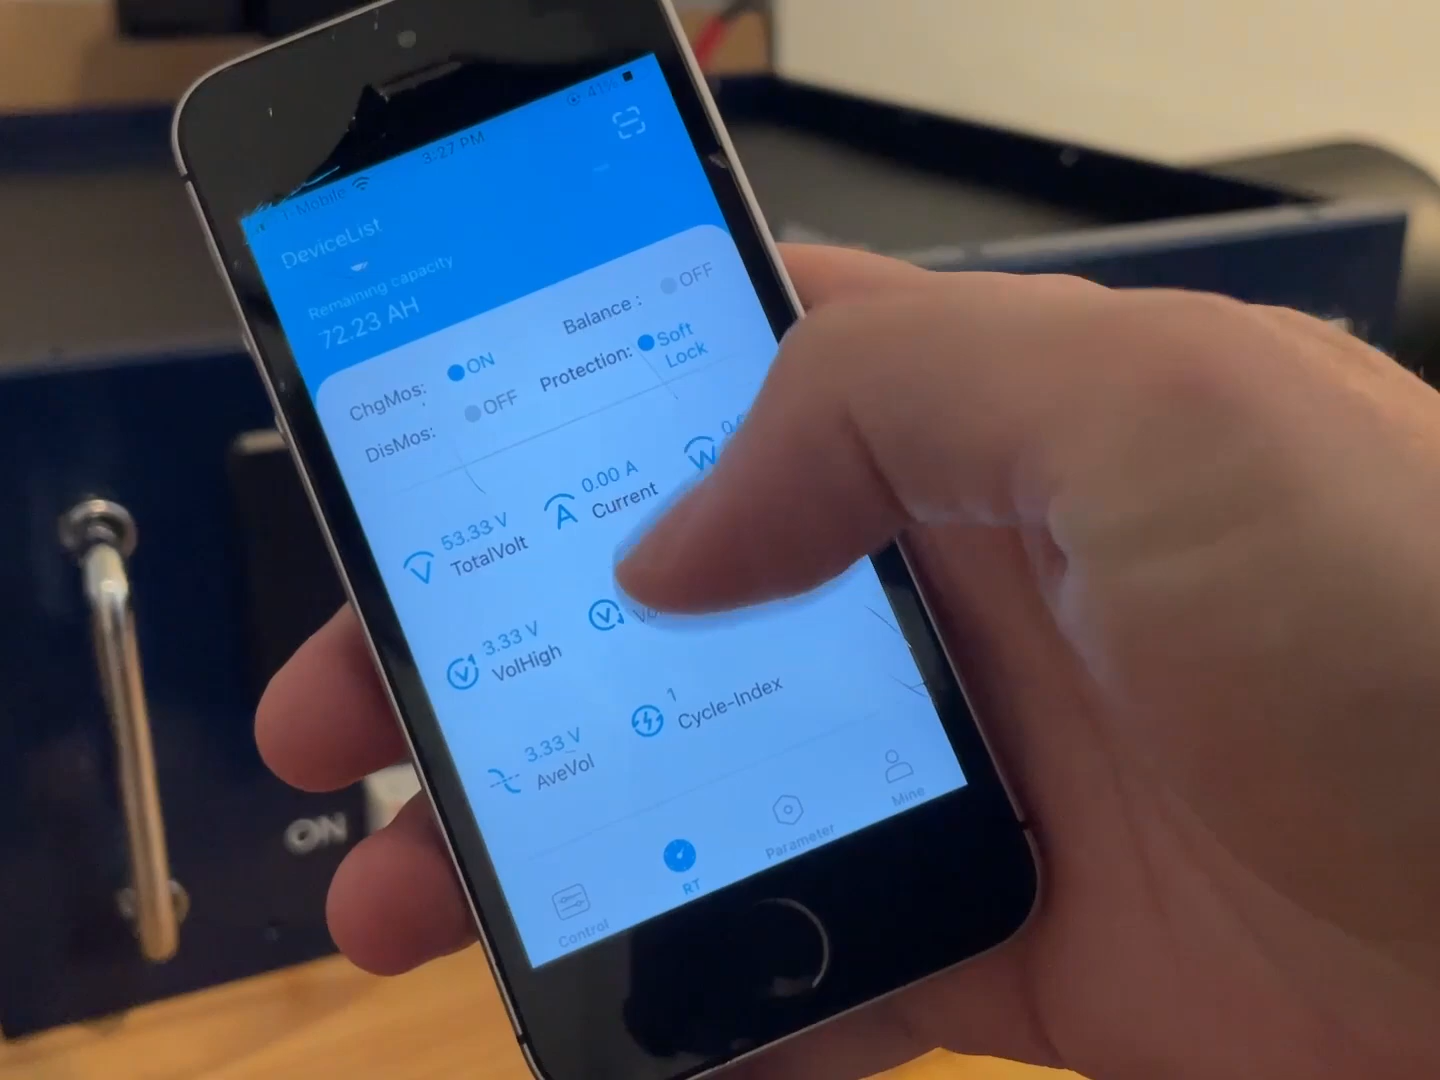 T-Mobile
3:27 PM
41%
DeviceList
Remaining capacity
72.23 AH
ChgMos: ON
Balance : OFF
DisMos: OFF
Protection: Soft Lock
53.33 V
TotalVolt
0.00 A
Current
3.33 V
VolHigh
3.33 V
AveVol
1
Cycle-Index
Control
RT
Parameter
Mine
ON